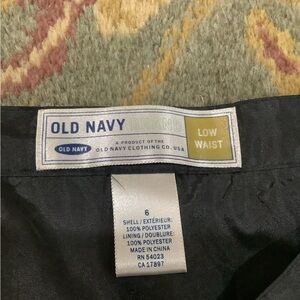 OLD NAVY
A PRODUCT OF THE
OLD NAVY OLD NAVY CLOTHING CO. USA
LOW
WAIST
6
SHELL/EXTÉRIEUR:
100% POLYESTER
LINING/DOUBLURE:
100% POLYESTER
MADE IN CHINA
RN 54023
CA 17897